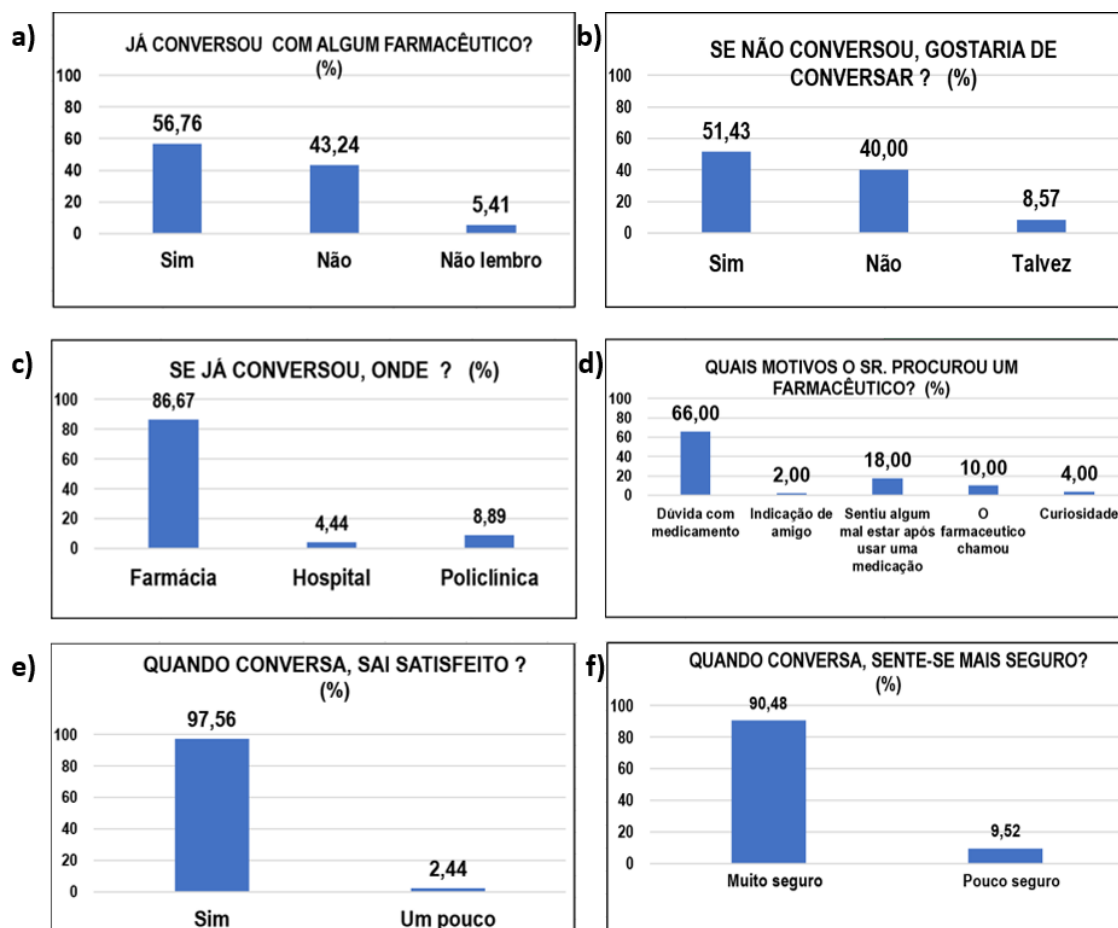 a)
JÁ CONVERSOU COM ALGUM FARMACÊUTICO?
(%)
100
80
60
40
20
0
56,76
43,24
5,41
Sim Não Não lembro
b)
SE NÃO CONVERSOU, GOSTARIA DE
CONVERSAR ? (%)
100
80
60
40
20
0
51,43
40,00
8,57
Sim Não Talvez
c)
SE JÁ CONVERSOU, ONDE ? (%)
100
80
60
40
20
0
86,67
4,44
8,89
Farmácia Hospital Policlínica
d)
QUAIS MOTIVOS O SR. PROCUROU UM
FARMACÊUTICO? (%)
100
80
60
40
20
0
66,00
2,00
18,00
10,00
4,00
Dúvida com
medicamento
Indicação de
amigo
Sentiu algum
mal estar após
usar uma
medicação
O
farmaceutico
chamou
Curiosidade
e)
QUANDO CONVERSA, SAI SATISFEITO ?
(%)
100
80
60
40
20
0
97,56
2,44
Sim Um pouco
f)
QUANDO CONVERSA, SENTE-SE MAIS SEGURO?
(%)
100
80
60
40
20
0
90,48
9,52
Muito seguro Pouco seguro